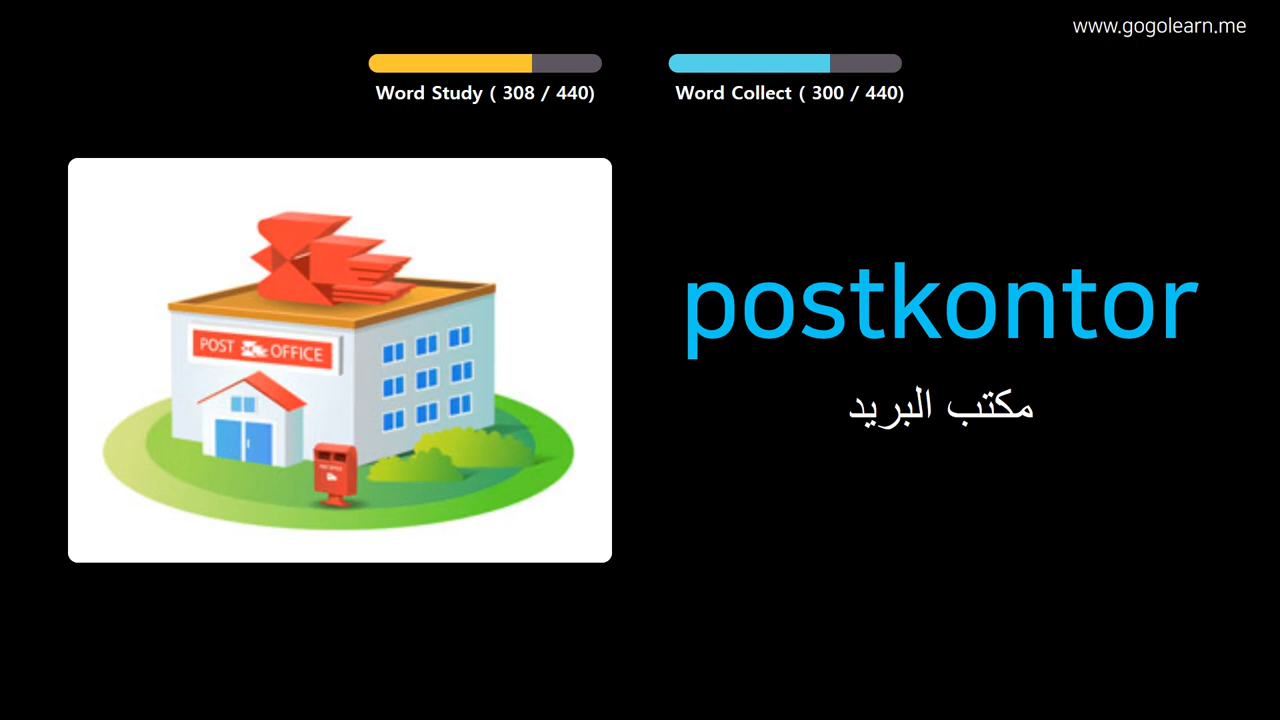 www.gogolearn.me
Word Study ( 308 / 440)
Word Collect ( 300 / 440)
POST OFFICE
postkontor
مكتب البريد